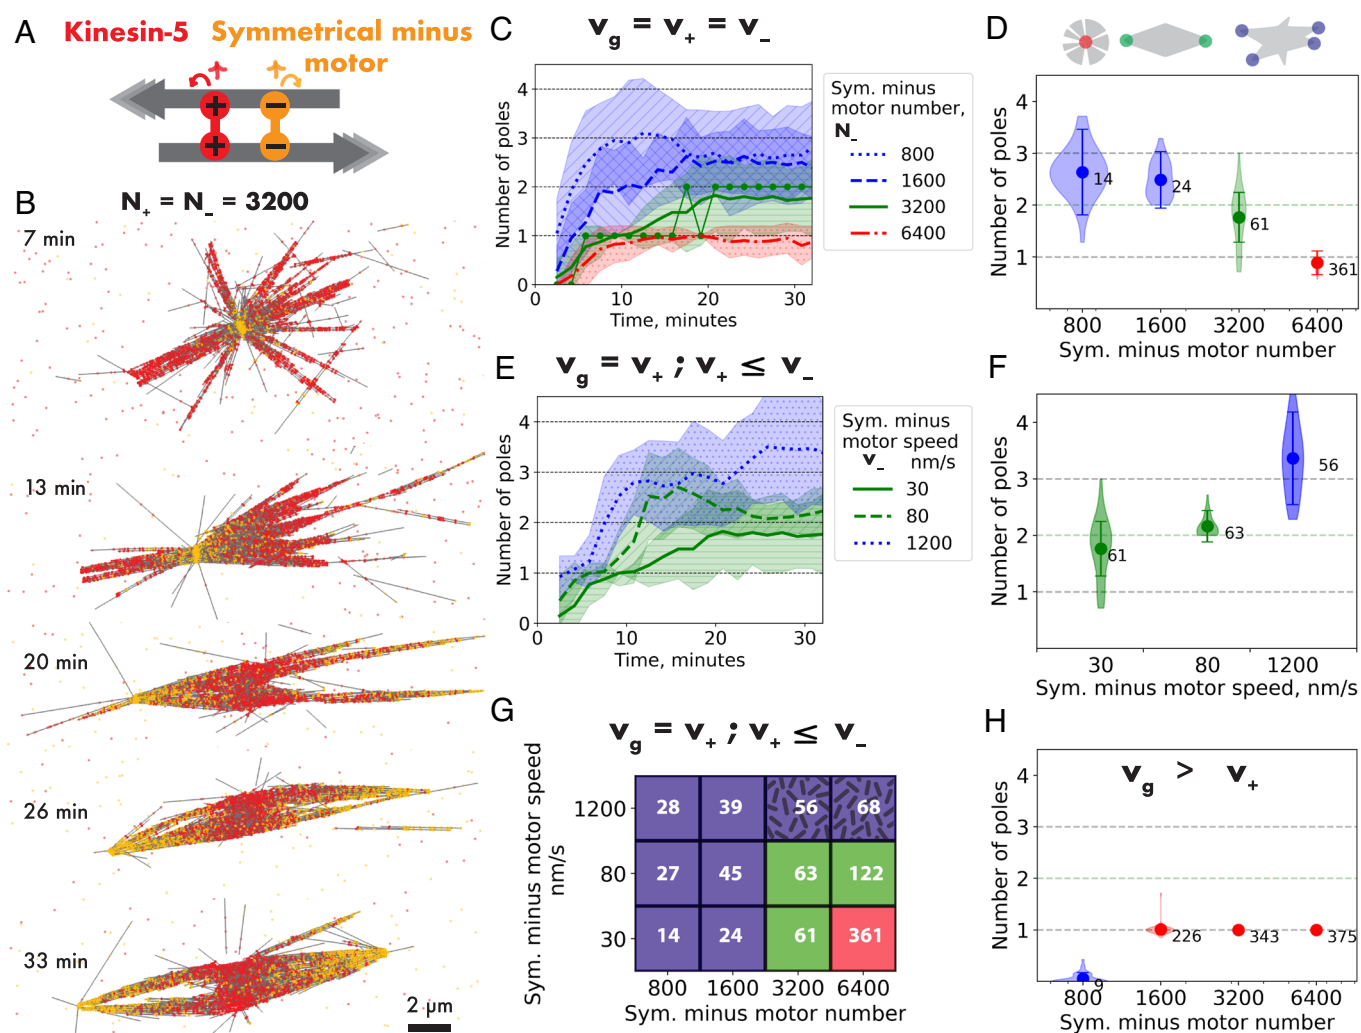 A
Kinesin-5 Symmetrical minus
motor
+ −
+ −
B
N+ = N− = 3200
7 min
13 min
20 min
26 min
33 min
2 µm
C
vg = v+ = v−
Number of poles
4
3
2
1
0
0 10 20 30
Time, minutes
Sym. minus
motor number,
N−
800
1600
3200
6400
D
Number of poles
4
3
2
1
14
24
61
361
800 1600 3200 6400
Sym. minus motor number
E
vg = v+ ; v+ ≤ v−
Number of poles
4
3
2
1
0
0 10 20 30
Time, minutes
Sym. minus
motor speed
v− nm/s
30
80
1200
F
Number of poles
4
3
2
1
61
63
56
30 80 1200
Sym. minus motor speed, nm/s
G
vg = v+ ; v+ ≤ v−
Sym. minus motor speed
nm/s
1200 28 39 56 68
80 27 45 63 122
30 14 24 61 361
800 1600 3200 6400
Sym. minus motor number
H
vg > v+
Number of poles
4
3
2
1
9
226
343
375
800 1600 3200 6400
Sym. minus motor number